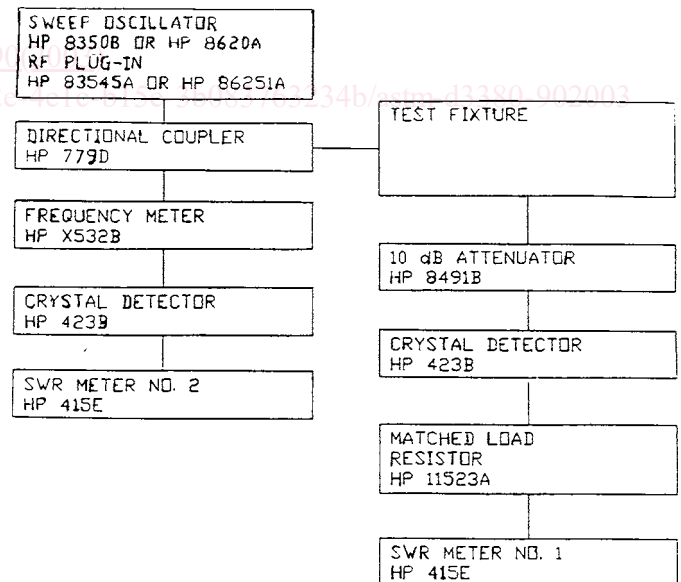 SWEEP OSCILLATOR
HP 8350B OR HP 8620A
RF PLUG-IN
HP 83545A OR HP 86251A
DIRECTIONAL COUPLER
HP 779D
FREQUENCY METER
HP X532B
CRYSTAL DETECTOR
HP 423B
SWR METER NO. 2
HP 415E
TEST FIXTURE
10 dB ATTENUATOR
HP 8491B
CRYSTAL DETECTOR
HP 423B
MATCHED LOAD
RESISTOR
HP 11523A
SWR METER NO. 1
HP 415E